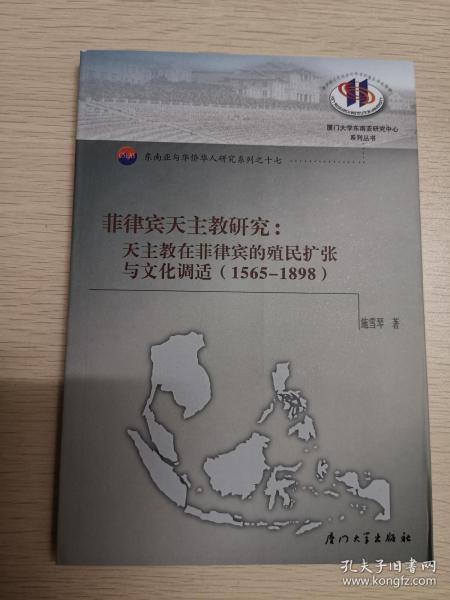 厦门大学东南亚研究中心
系列丛书
东南亚与华侨华人研究系列之十七
菲律宾天主教研究：
天主教在菲律宾的殖民扩张
与文化调适（1565-1898）
施雪琴 著
厦门大学出版社
孔夫子旧书网
www.kongfz.com